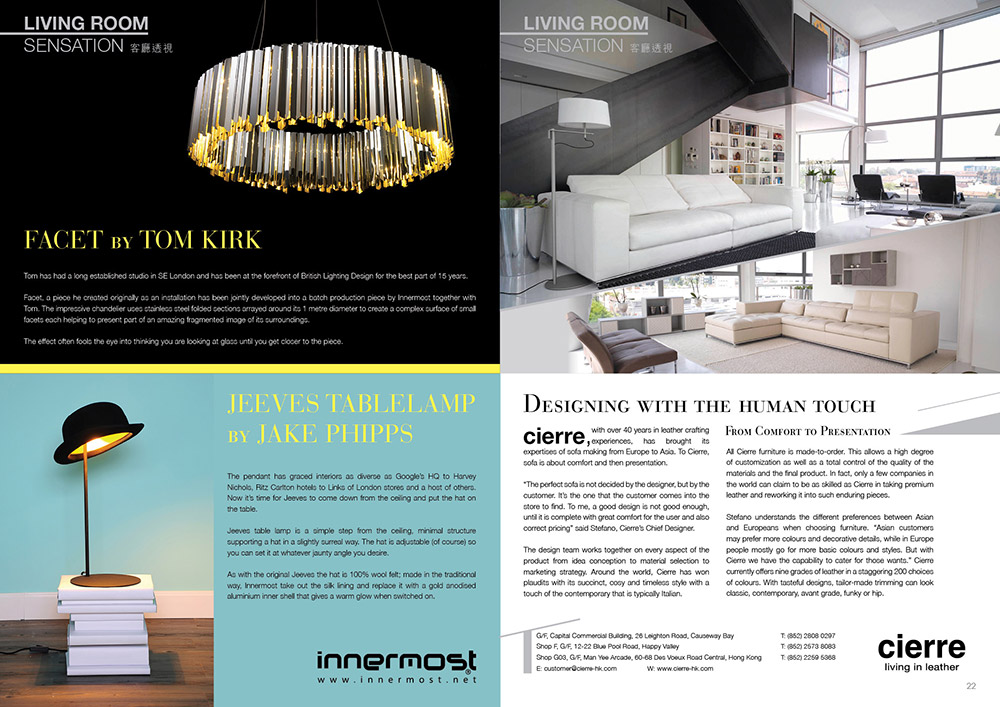 LIVING ROOM
SENSATION 客廳透視
FACET BY TOM KIRK
Tom has had a long established studio in SE London and has been at the forefront of British Lighting Design for the best part of 15 years.
Facet, a piece he created originally as an installation has been jointly developed into a batch production piece by Innermost together with
Tom. The impressive chandelier uses stainless steel folded sections arrayed around its 1 metre diameter to create a complex surface of small
facets each helping to present part of an amazing fragmented image of its surroundings.
The effect often fools the eye into thinking you are looking at glass until you get closer to the piece.
JEEVES TABLELAMP
BY JAKE PHIPPS
The pendant has graced interiors as diverse as Google's HQ to Harvey
Nichols, Ritz Carlton hotels to Links of London stores and a host of others.
Now it's time for Jeeves to come down from the ceiling and put the hat on
the table.
Jeeves table lamp is a simple step from the ceiling, minimal structure
supporting a hat in a slightly surreal way. The hat is adjustable (of course) so
you can set it at whatever jaunty angle you desire.
As with the original Jeeves the hat is 100% wool felt; made in the traditional
way, Innermost take out the silk lining and replace it with a gold anodised
aluminium inner shell that gives a warm glow when switched on.
innermost®
www.innermost.net
LIVING ROOM
SENSATION 客廳透視
DESIGNING WITH THE HUMAN TOUCH
cierre, with over 40 years in leather crafting
experiences, has brought its
expertises of sofa making from Europe to Asia. To Cierre,
sofa is about comfort and then presentation.
“The perfect sofa is not decided by the designer, but by the
customer. It's the one that the customer comes into the
store to find. To me, a good design is not good enough,
until it is complete with great comfort for the user and also
correct pricing” said Stefano, Cierre's Chief Designer.
The design team works together on every aspect of the
product from idea conception to material selection to
marketing strategy. Around the world, Cierre has won
plaudits with its succinct, cosy and timeless style with a
touch of the contemporary that is typically Italian.
FROM COMFORT TO PRESENTATION
All Cierre furniture is made-to-order. This allows a high degree
of customization as well as a total control of the quality of the
materials and the final product. In fact, only a few companies in
the world can claim to be as skilled as Cierre in taking premium
leather and reworking it into such enduring pieces.
Stefano understands the different preferences between Asian
and Europeans when choosing furniture. “Asian customers
may prefer more colours and decorative details, while in Europe
people mostly go for more basic colours and styles. But with
Cierre we have the capability to cater for those wants.” Cierre
currently offers nine grades of leather in a staggering 200 choices
of colours. With tasteful designs, tailor-made trimming can look
classic, contemporary, avant grade, funky or hip.
G/F, Capital Commercial Building, 26 Leighton Road, Causeway Bay T: (852) 2808 0297
Shop F, G/F, 12-22 Blue Pool Road, Happy Valley T: (852) 2573 8083
Shop G03, G/F, Man Yee Arcade, 60-68 Des Voeux Road Central, Hong Kong T: (852) 2259 5368
E: customer@cierre-hk.com W: www.cierre-hk.com
cierre
living in leather
22